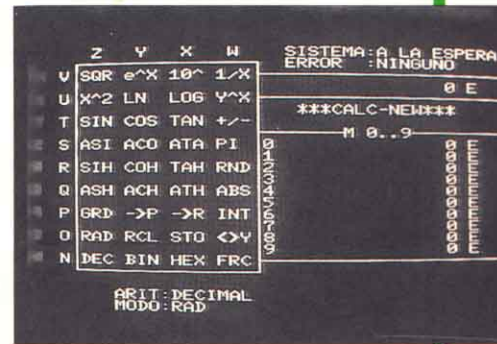 Z Y X W
SISTEMA:A LA ESPERA
ERROR :NINGUNO
V SQR e^X 10^ 1/X
0 E
U X^2 LN LOG Y^X
***CALC-NEW***
T SIN COS TAN +/-
M 0..9
S ASI ACO ATA PI
0 0 E
1 0 E
R SIH COH TAH RND
2 0 E
3 0 E
Q ASH ACH ATH ABS
4 0 E
5 0 E
P GRD ->P ->R INT
6 0 E
7 0 E
O RAD RCL STO <>Y
8 0 E
9 0 E
N DEC BIN HEX FRC
ARIT:DECIMAL
MODO:RAD